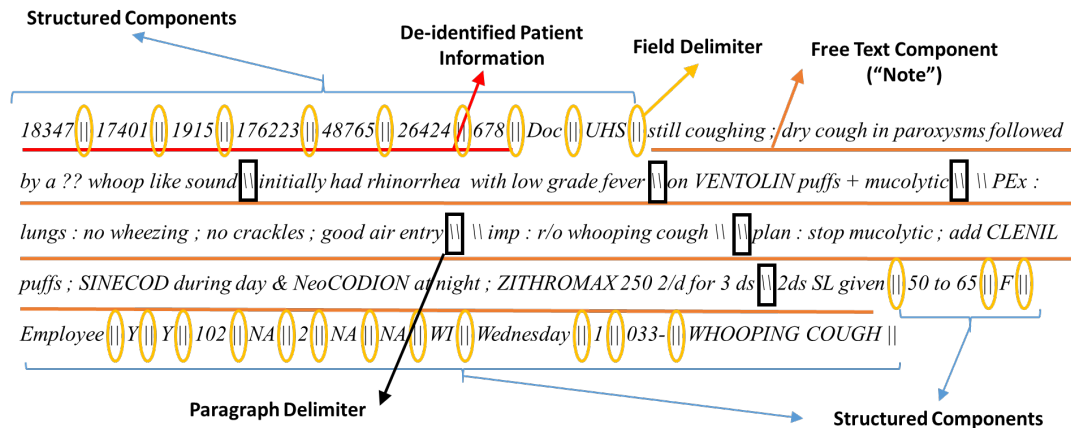 Structured Components
De-identified Patient
Information
Field Delimiter
Free Text Component
("Note")
18347 || 17401 || 1915 || 176223 || 48765 || 26424 || 678 || Doc || UHS || still coughing ; dry cough in paroxysms followed
by a ?? whoop like sound \\ initially had rhinorrhea with low grade fever \\ on VENTOLIN puffs + mucolytic \\ \\ PEx :
lungs : no wheezing ; no crackles ; good air entry \\ \\ imp : r/o whooping cough \\ \\ plan : stop mucolytic ; add CLENIL
puffs ; SINECOD during day & NeoCODION at night ; ZITHROMAX 250 2/d for 3 ds \\ 2ds SL given || 50 to 65 || F ||
Employee || Y || Y || 102 || NA || 2 || NA || NA || WI || Wednesday || 1 || 033- || WHOOPING COUGH ||
Paragraph Delimiter
Structured Components